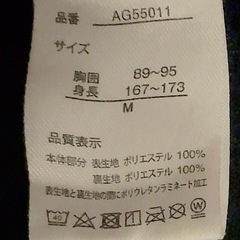 品番 AG55011
サイズ
胸囲 89~95
身長 167~173
M
品質表示
本体部分 表生地 ポリエステル 100%
裏生地 ポリエステル 100%
表生地と裏生地の間にポリウレタンラミネート加工
40